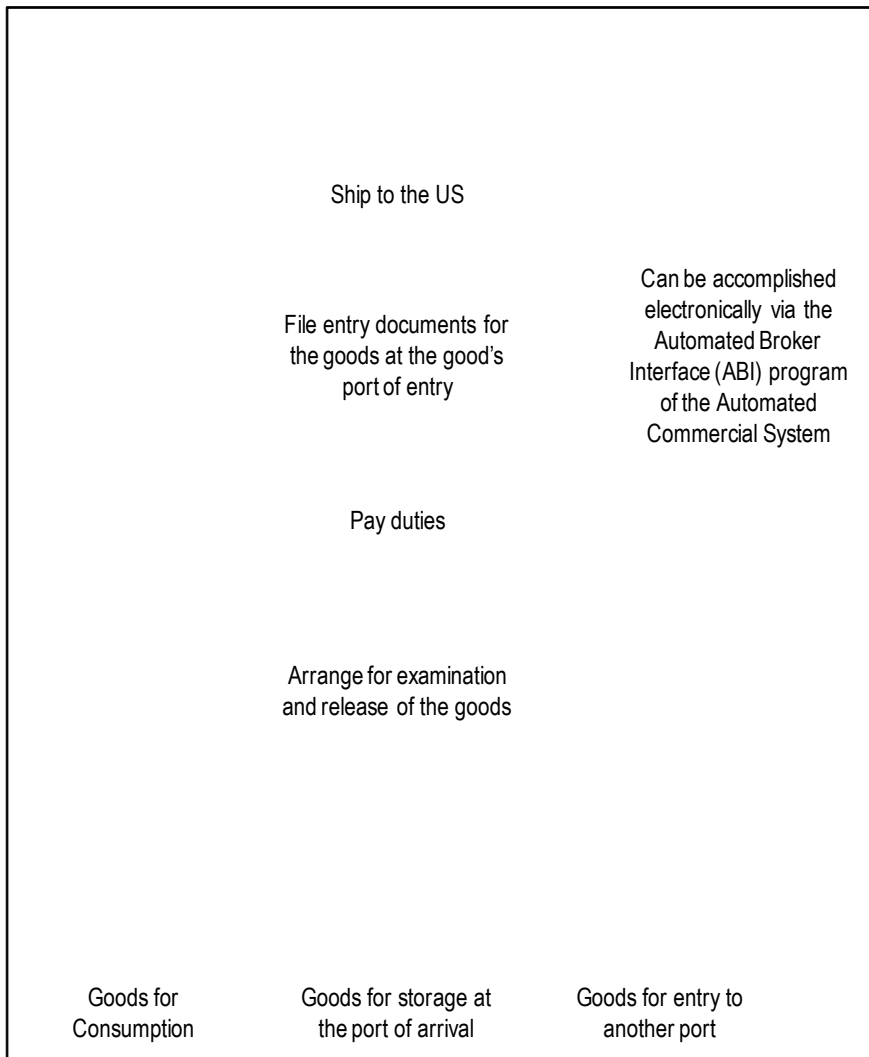 Ship to the US
File entry documents for
the goods at the good's
port of entry
Can be accomplished
electronically via the
Automated Broker
Interface (ABI) program
of the Automated
Commercial System
Pay duties
Arrange for examination
and release of the goods
Goods for
Consumption
Goods for storage at
the port of arrival
Goods for entry to
another port